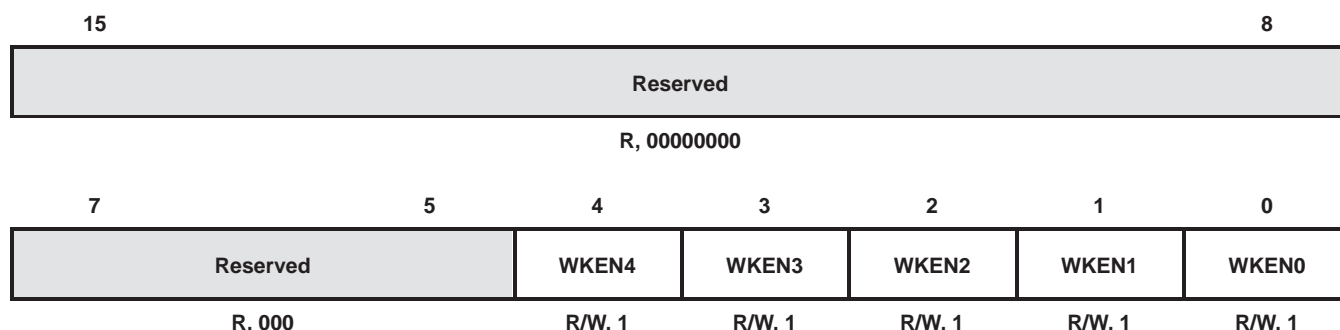 15 8
Reserved
R, 00000000
7 5 4 3 2 1 0
Reserved WKEN4 WKEN3 WKEN2 WKEN1 WKEN0
R, 000 R/W, 1 R/W, 1 R/W, 1 R/W, 1 R/W, 1